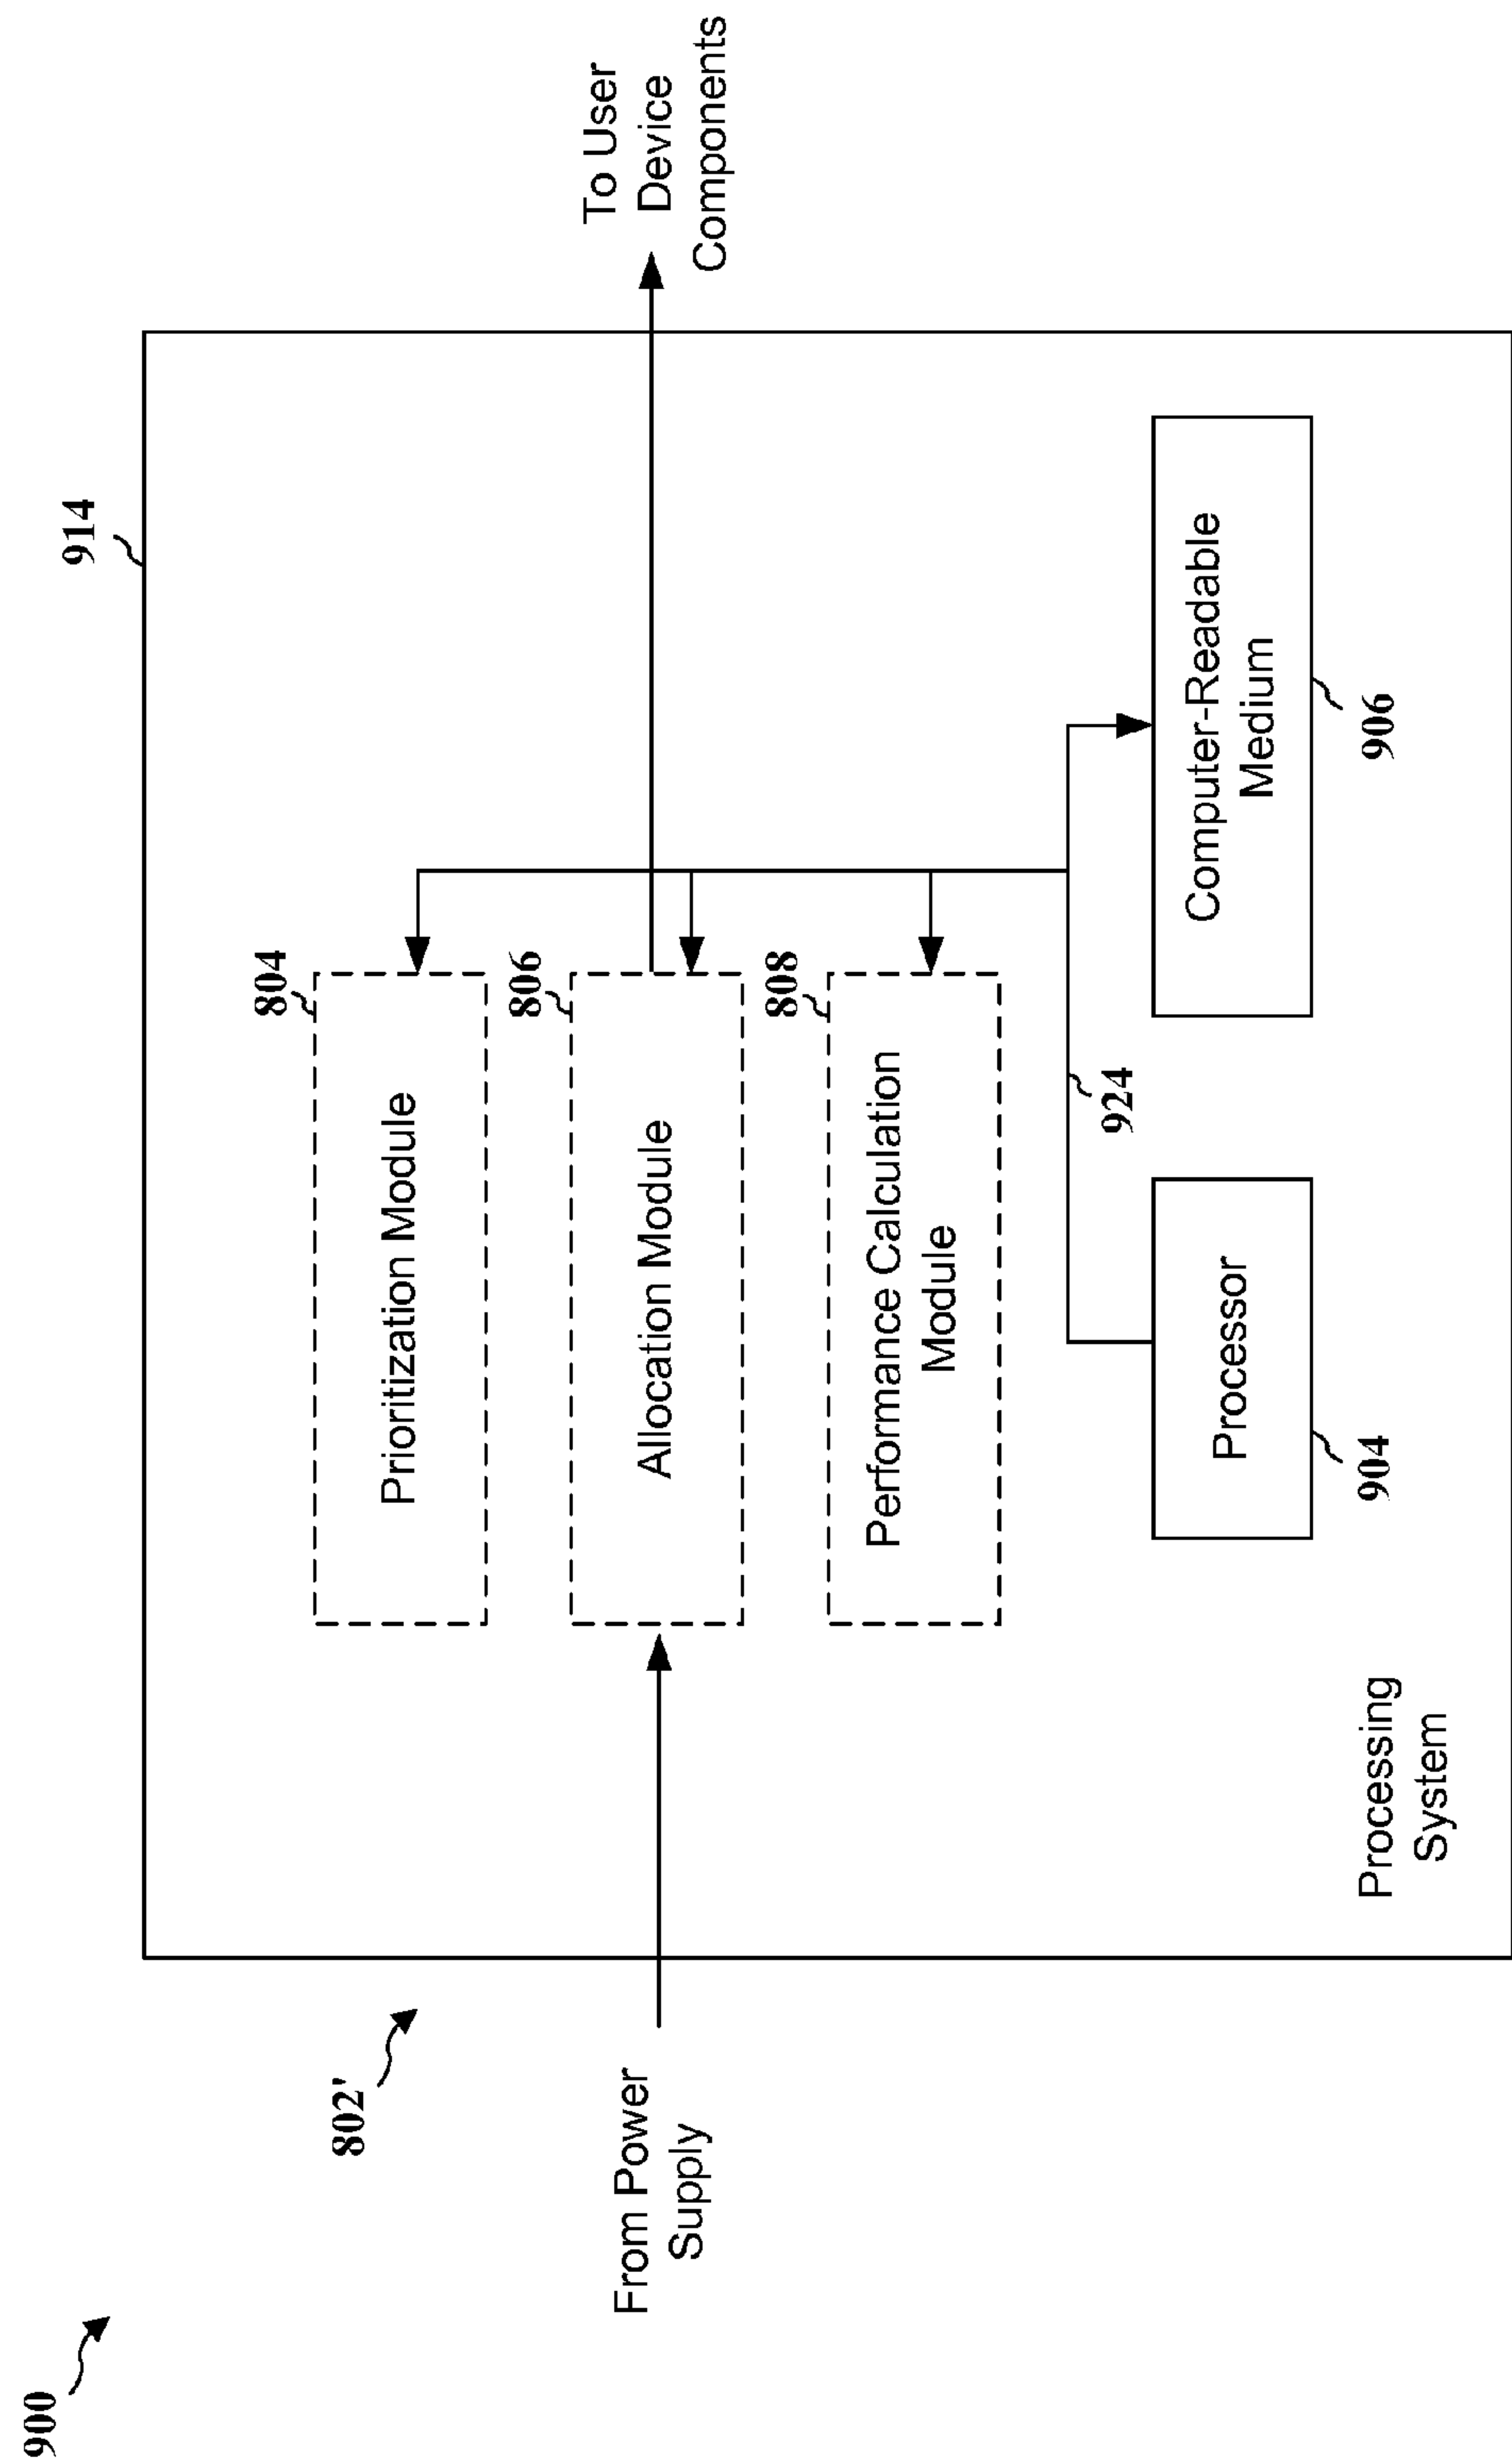 900
802'
914
From Power
Supply
To User
Device
Components
804
Prioritization Module
806
Allocation Module
808
Performance Calculation
Module
924
Processor
904
Computer-Readable
Medium
906
Processing
System